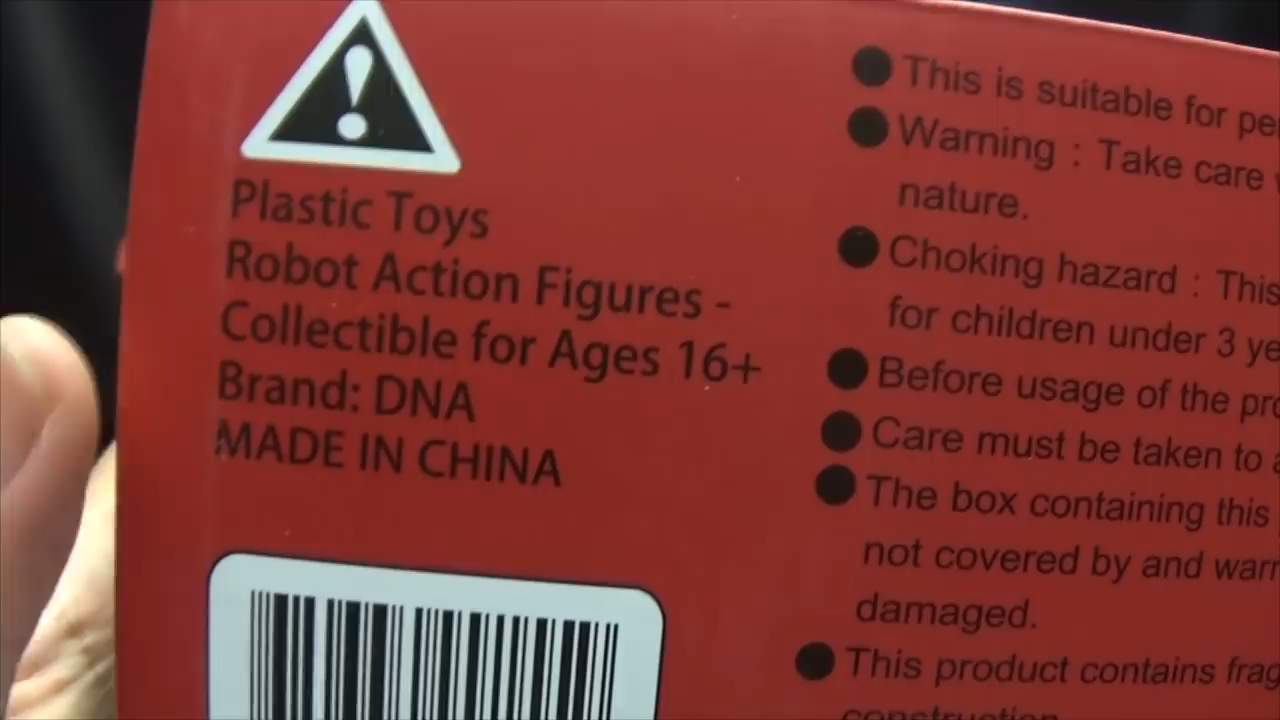 Plastic Toys
Robot Action Figures -
Collectible for Ages 16+
Brand: DNA
MADE IN CHINA
This is suitable for
Warning : Take care
nature.
Choking hazard : This
for children under 3
Before usage of the
Care must be taken to
The box containing this
not covered by and
damaged.
This product contains
construction.